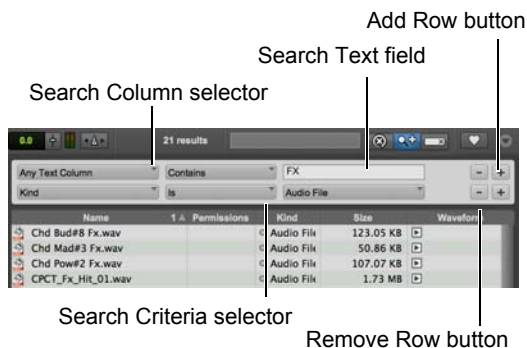 Add Row button
Search Text field
Search Column selector
0.0 21 results
Any Text Column Contains FX - +
Kind is Audio File - +
Name 1 Permissions Kind Size Waveform
Chd Bud#8 Fx.wav Audio File 123.05 KB
Chd Mad#3 Fx.wav Audio File 50.86 KB
Chd Pow#2 Fx.wav Audio File 107.07 KB
CPCT_Fx_Hit_01.wav Audio File 1.73 MB
Search Criteria selector
Remove Row button